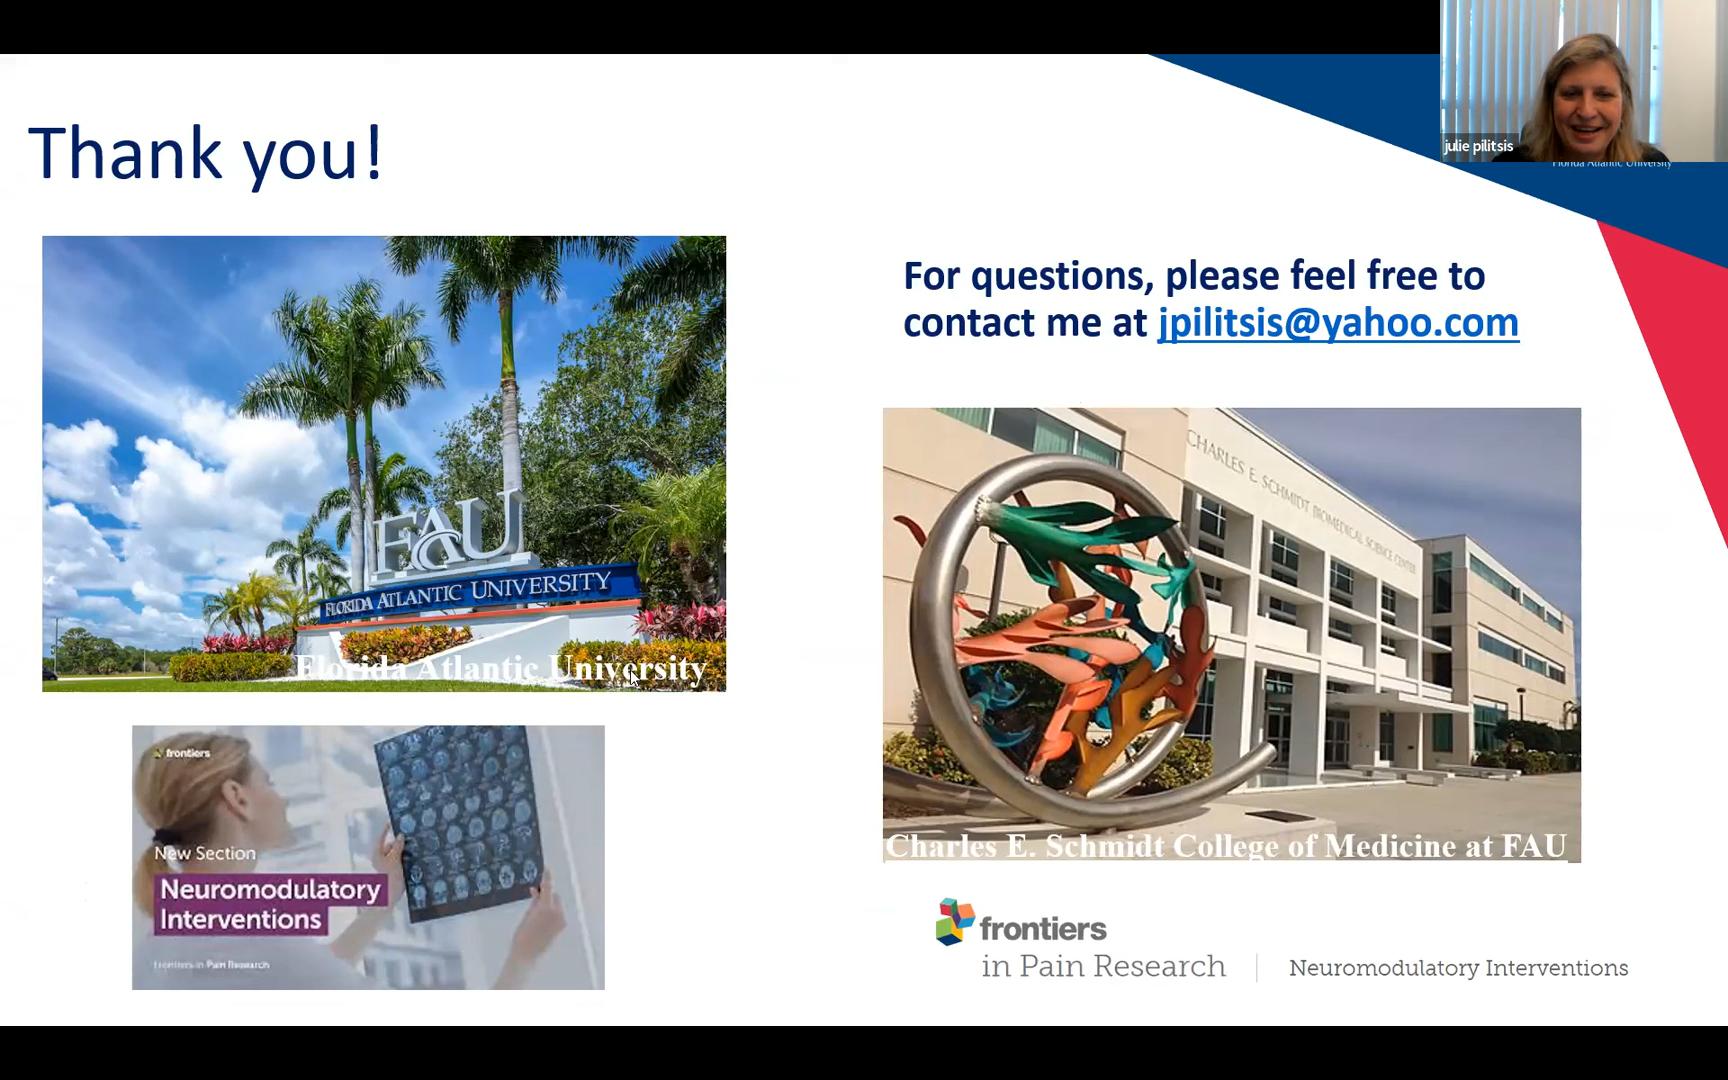 Thank you!
julie pilitsis
Florida Atlantic University
For questions, please feel free to
contact me at jpilitsis@yahoo.com
FAU
FLORIDA ATLANTIC UNIVERSITY
Florida Atlantic University
CHARLES E. SCHMIDT BIOMEDICAL SCIENCE CENTER
Charles E. Schmidt College of Medicine at FAU
frontiers
New Section
Neuromodulatory
Interventions
Frontiers in Pain Research
frontiers
in Pain Research
Neuromodulatory Interventions